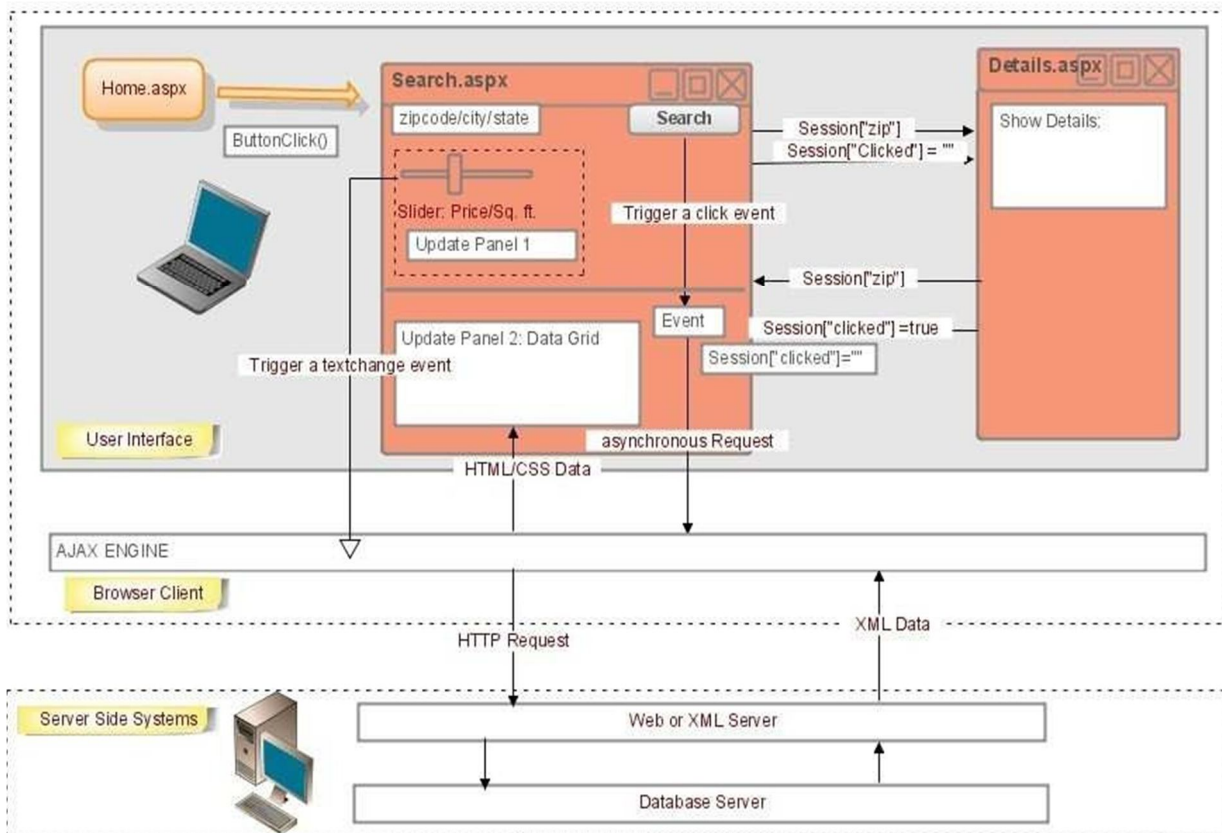 Home.aspx
ButtonClick()
Search.aspx
zipcode/city/state
Search
Slider: Price/Sq. ft.
Update Panel 1
Trigger a click event
Event
Session["clicked"]=""
Update Panel 2: Data Grid
Trigger a textchange event
Session["zip"]
Session["Clicked"] = ""
Session["zip"]
Session["clicked"] =true
Details.aspx
Show Details:
User Interface
asynchronous Request
HTML/CSS Data
AJAX ENGINE
Browser Client
HTTP Request
XML Data
Server Side Systems
Web or XML Server
Database Server